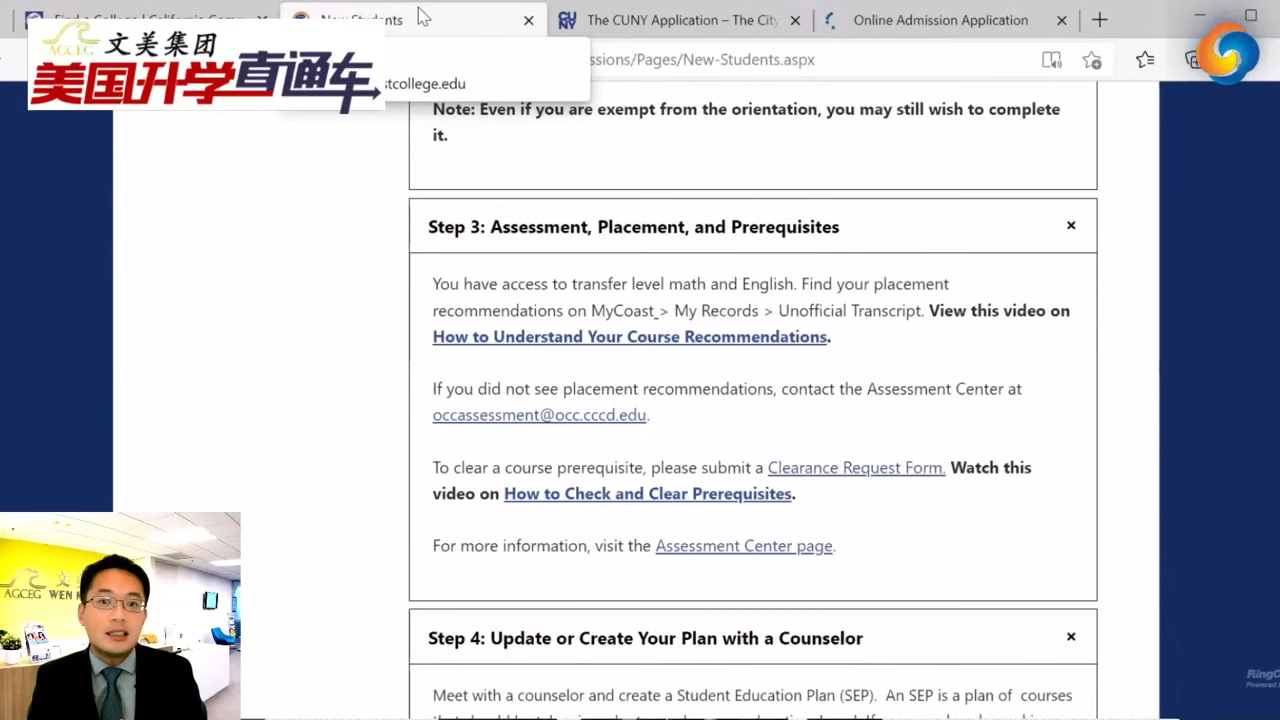 Find a College | California Comm
New Students
The CUNY Application – The Cit
Online Admission Application
AGCEG
文美集团
美国升学直通车
stcollege.edu
ssions/Pages/New-Students.aspx
Note: Even if you are exempt from the orientation, you may still wish to complete
it.
Step 3: Assessment, Placement, and Prerequisites
You have access to transfer level math and English. Find your placement
recommendations on MyCoast > My Records > Unofficial Transcript. View this video on
How to Understand Your Course Recommendations.
If you did not see placement recommendations, contact the Assessment Center at
occassessment@occ.cccd.edu.
To clear a course prerequisite, please submit a Clearance Request Form. Watch this
video on How to Check and Clear Prerequisites.
For more information, visit the Assessment Center page.
Step 4: Update or Create Your Plan with a Counselor
Meet with a counselor and create a Student Education Plan (SEP). An SEP is a plan of courses
AGCEG WEN